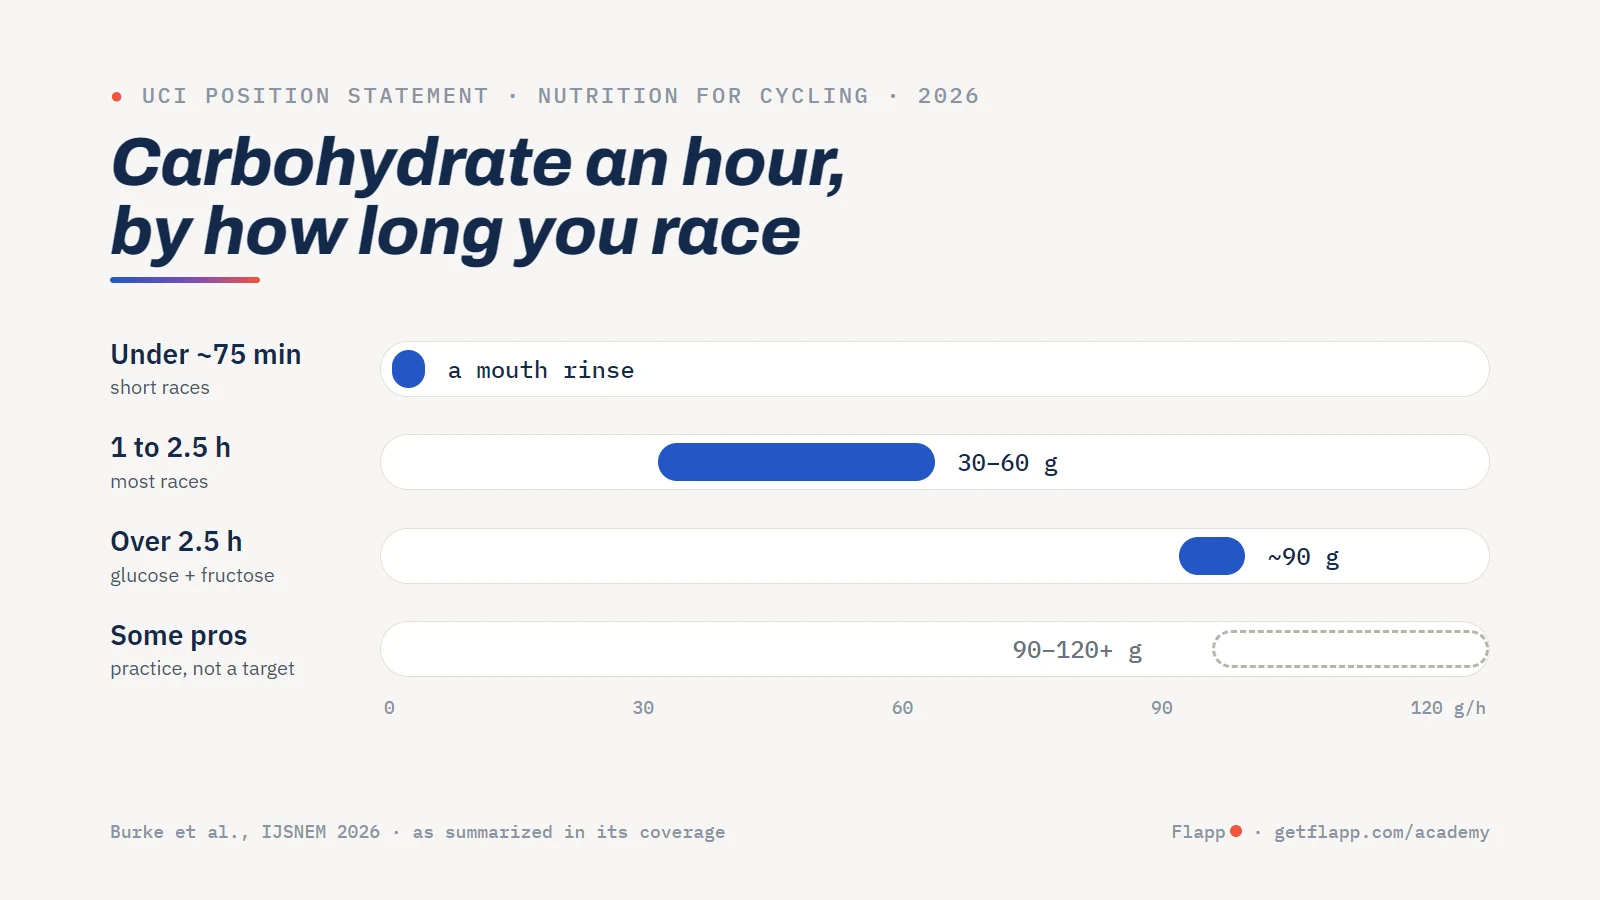 UCI POSITION STATEMENT · NUTRITION FOR CYCLING · 2026
Carbohydrate an hour,
by how long you race
Under ~75 min
short races
a mouth rinse
1 to 2.5 h
most races
30–60 g
Over 2.5 h
glucose + fructose
~90 g
Some pros
practice, not a target
90–120+ g
0 30 60 90 120 g/h
Burke et al., IJSNEM 2026 · as summarized in its coverage
Flapp · getflapp.com/academy